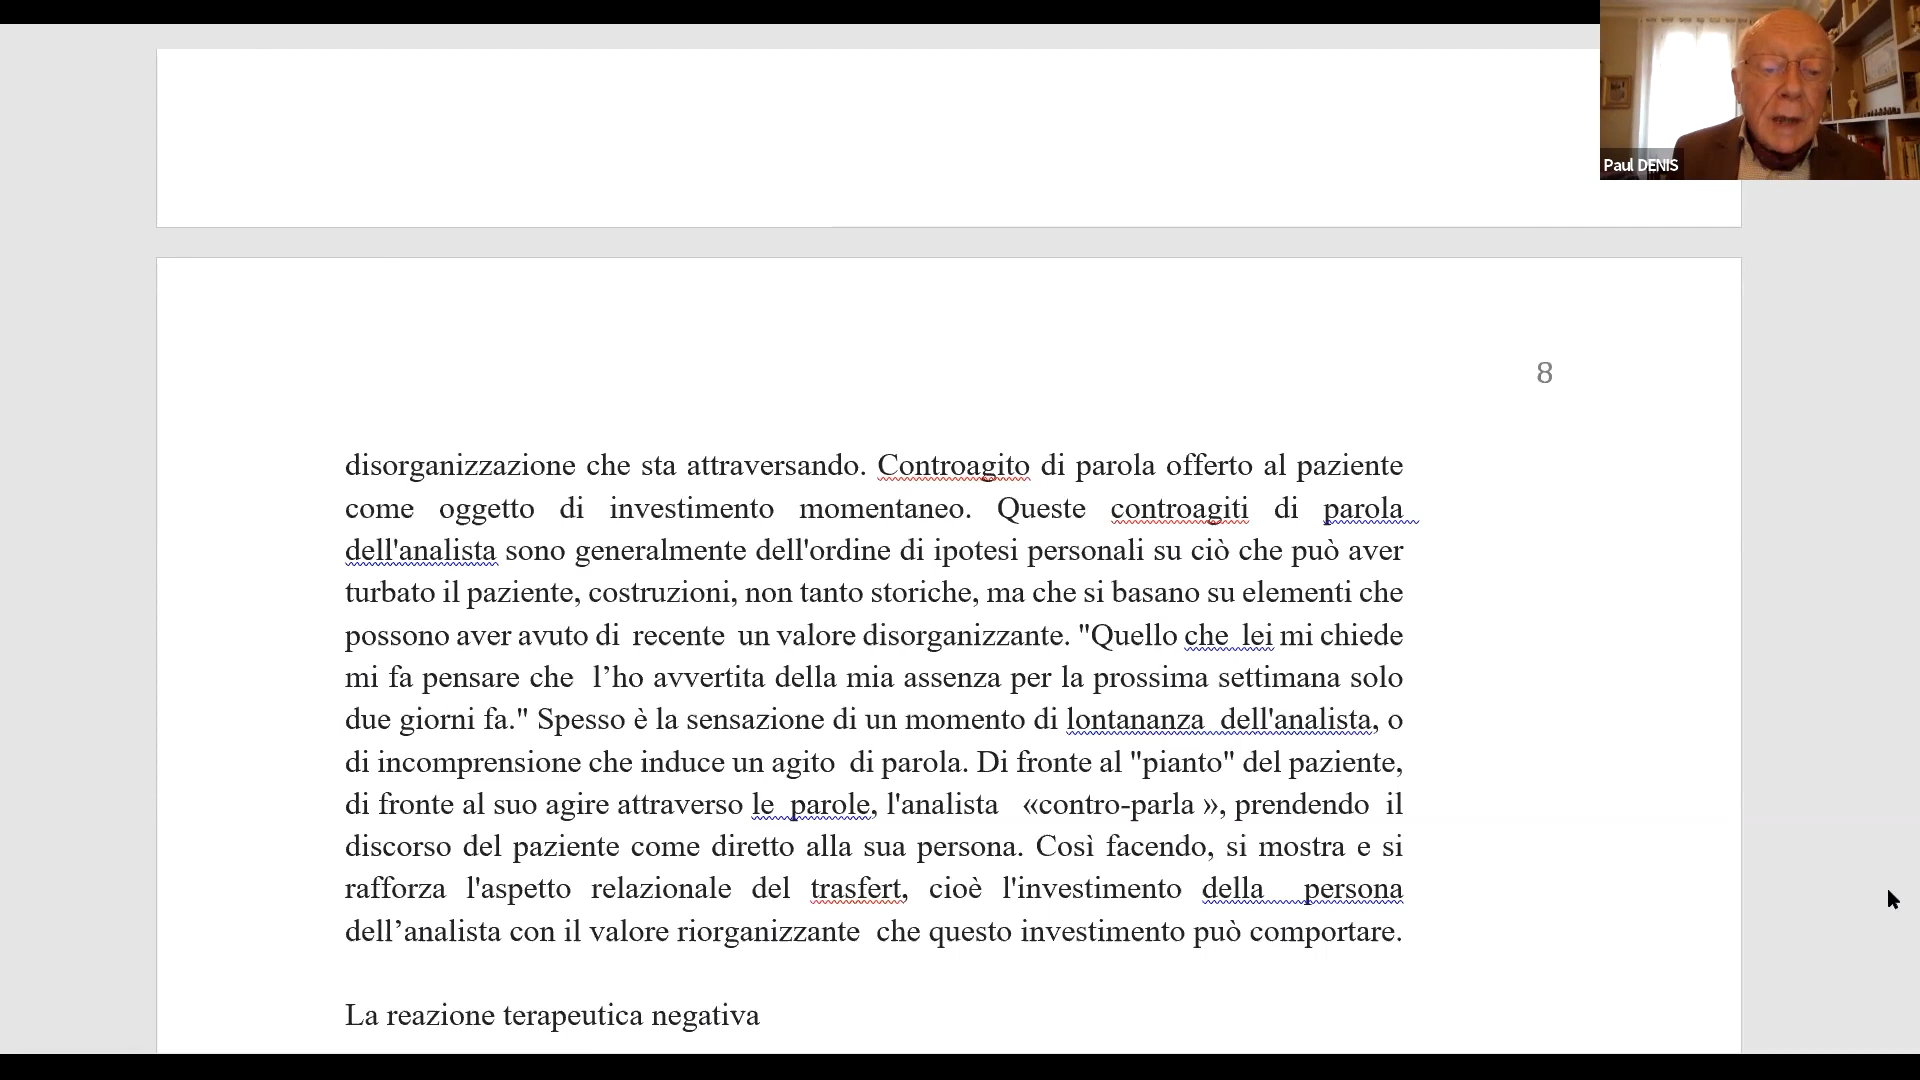 Paul DENIS
8
disorganizzazione che sta attraversando. Controagito di parola offerto al paziente
come oggetto di investimento momentaneo. Queste controagiti di parola
dell'analista sono generalmente dell'ordine di ipotesi personali su ciò che può aver
turbato il paziente, costruzioni, non tanto storiche, ma che si basano su elementi che
possono aver avuto di recente un valore disorganizzante. "Quello che lei mi chiede
mi fa pensare che l’ho avvertita della mia assenza per la prossima settimana solo
due giorni fa." Spesso è la sensazione di un momento di lontananza dell'analista, o
di incomprensione che induce un agito di parola. Di fronte al "pianto" del paziente,
di fronte al suo agire attraverso le parole, l'analista «contro-parla », prendendo il
discorso del paziente come diretto alla sua persona. Così facendo, si mostra e si
rafforza l'aspetto relazionale del trasfert, cioè l'investimento della persona
dell’analista con il valore riorganizzante che questo investimento può comportare.
La reazione terapeutica negativa